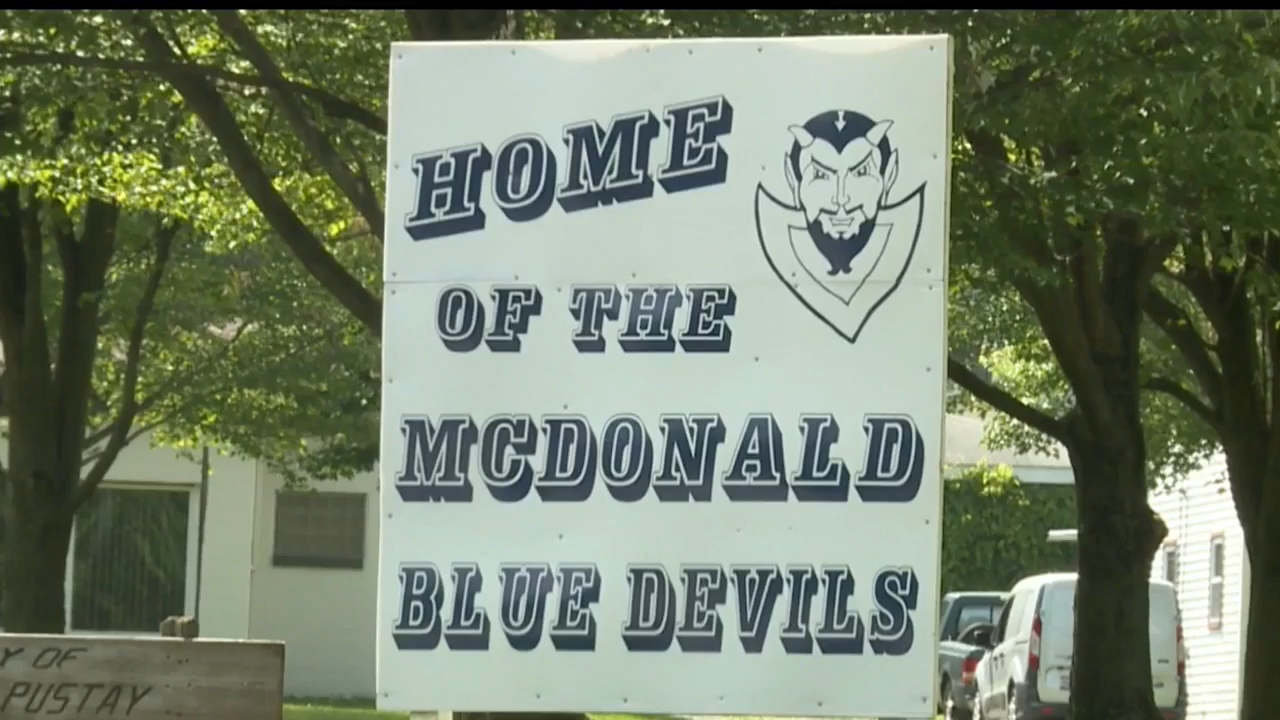 HOME
OF THE
MCDONALD
BLUE DEVILS
Y OF
PUSTAY